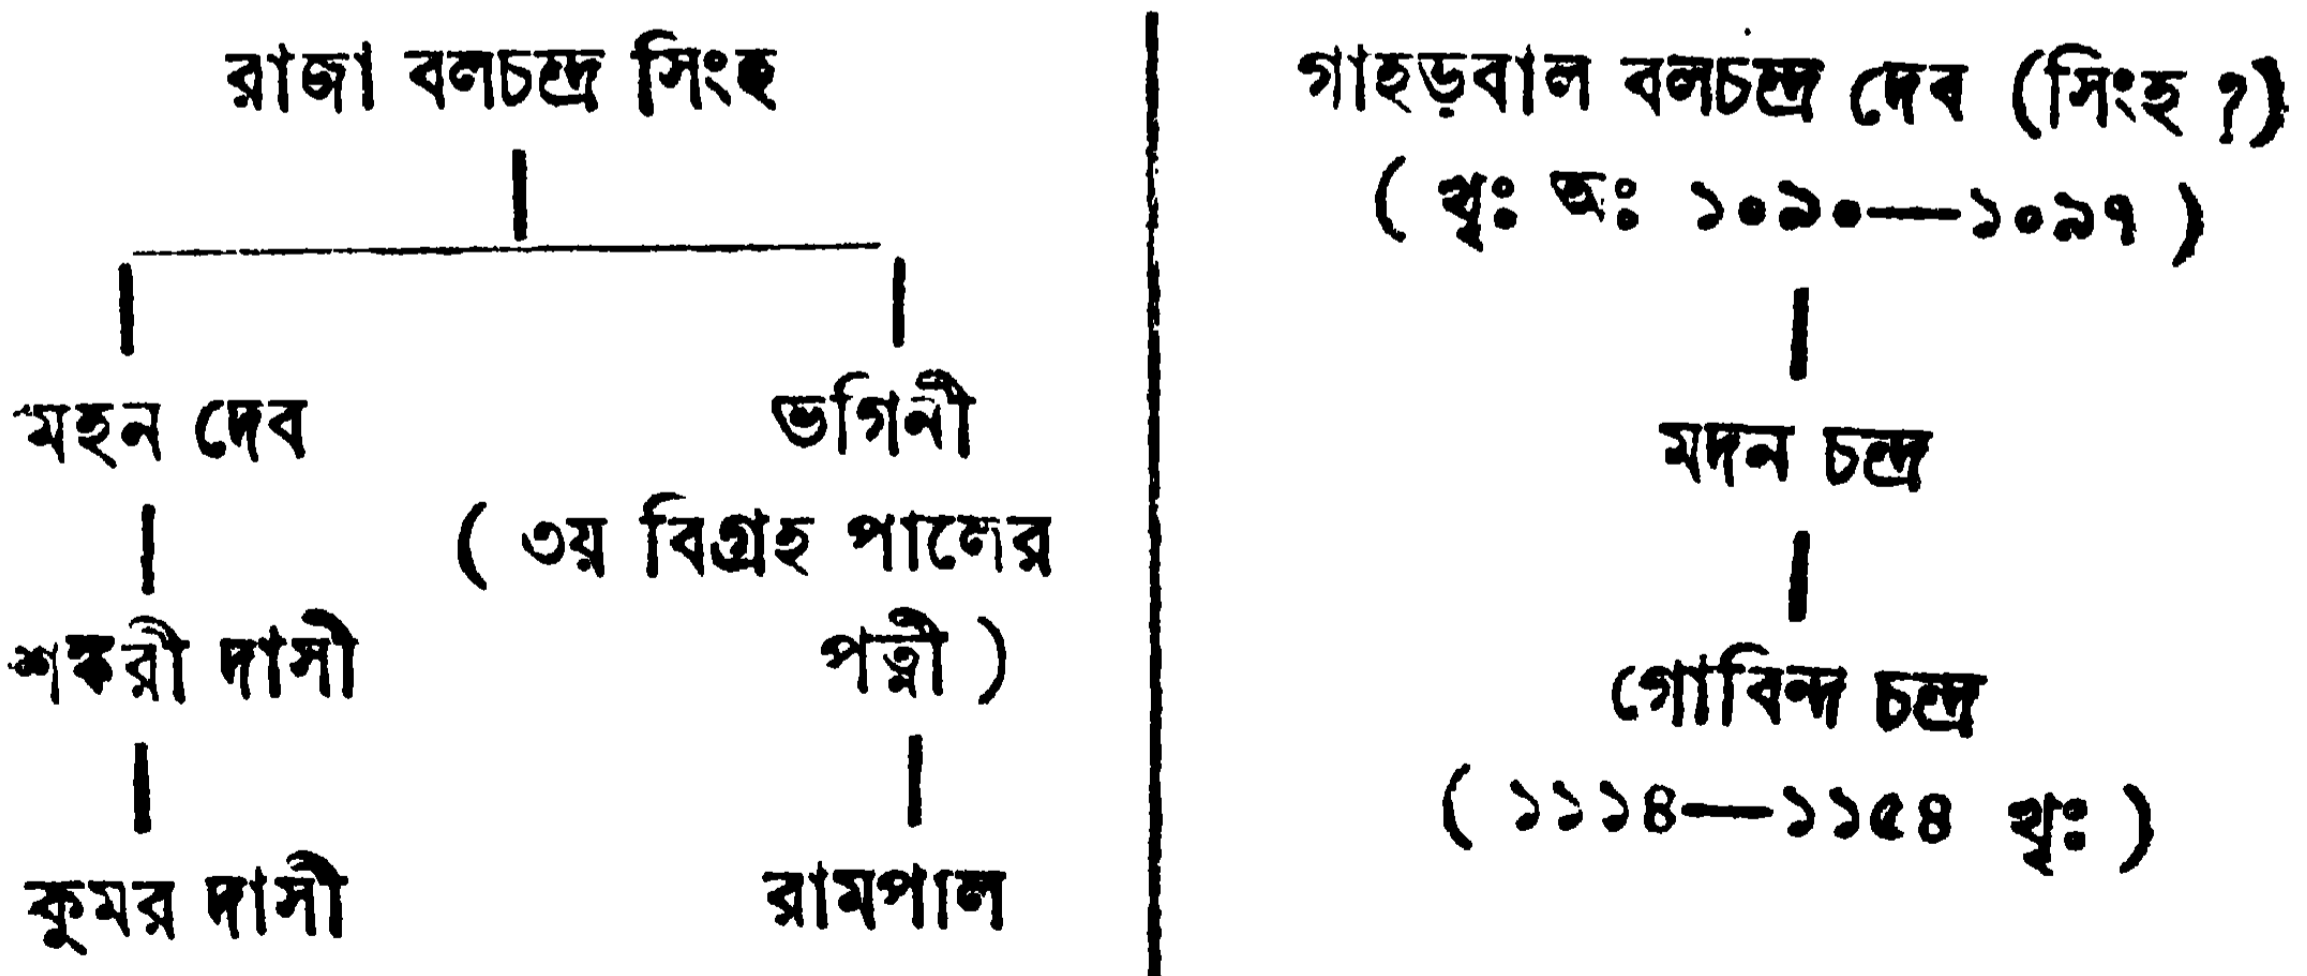 রাজা বলচন্দ্র সিংহ
মহন দেব ভগিনী
( ৩য় বিগ্রহ পালের
শঙ্করী দাসী পত্নী )
কুমর দাসী রামপাল
গাহড়বাল বলচন্দ্র দেব (সিংহ ?)
( খৃঃ অঃ ১০৯০—১০৯৭ )
মদন চন্দ্র
গোবিন্দ চন্দ্র
( ১১১৪—১১৫৪ খৃঃ )